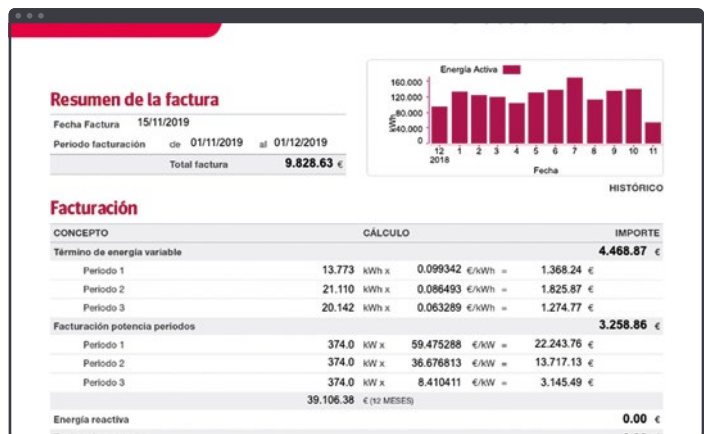 Energía Activa
160.000
120.000
80.000
40.000
0
kWh
12 1 2 3 4 5 6 7 8 9 10 11
2018
Fecha
HISTÓRICO
Resumen de la factura
Fecha Factura 15/11/2019
Periodo facturación de 01/11/2019 al 01/12/2019
Total factura 9.828.63 €
Facturación
CONCEPTO CÁLCULO IMPORTE
Término de energía variable 4.468.87 €
Periodo 1 13.773 kWh x 0.099342 €/kWh = 1.368.24 €
Periodo 2 21.110 kWh x 0.086493 €/kWh = 1.825.87 €
Periodo 3 20.142 kWh x 0.063289 €/kWh = 1.274.77 €
Facturación potencia periodos 3.258.86 €
Periodo 1 374.0 kW x 59.475288 €/kW = 22.243.76 €
Periodo 2 374.0 kW x 36.676813 €/kW = 13.717.13 €
Periodo 3 374.0 kW x 8.410411 €/kW = 3.145.49 €
39.106.38 € (12 MESES)
Energía reactiva 0.00 €